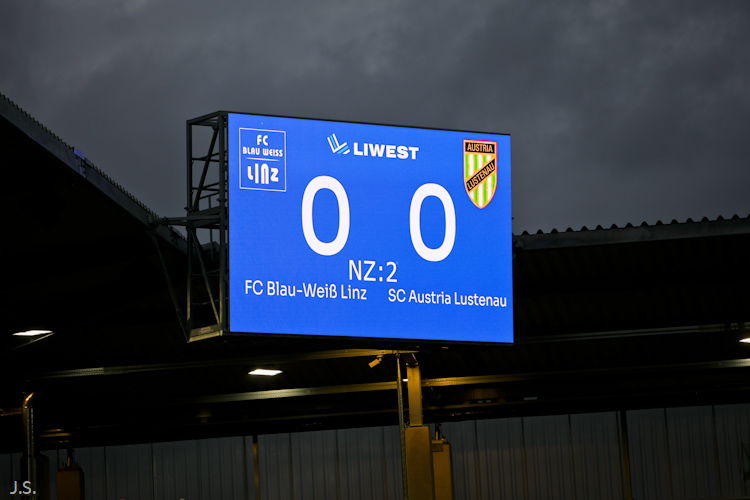 FC
BLAU WEISS
LINZ
LIWEST
AUSTRIA
LUSTENAU
0 0
NZ:2
FC Blau-Weiß Linz SC Austria Lustenau
J.S.